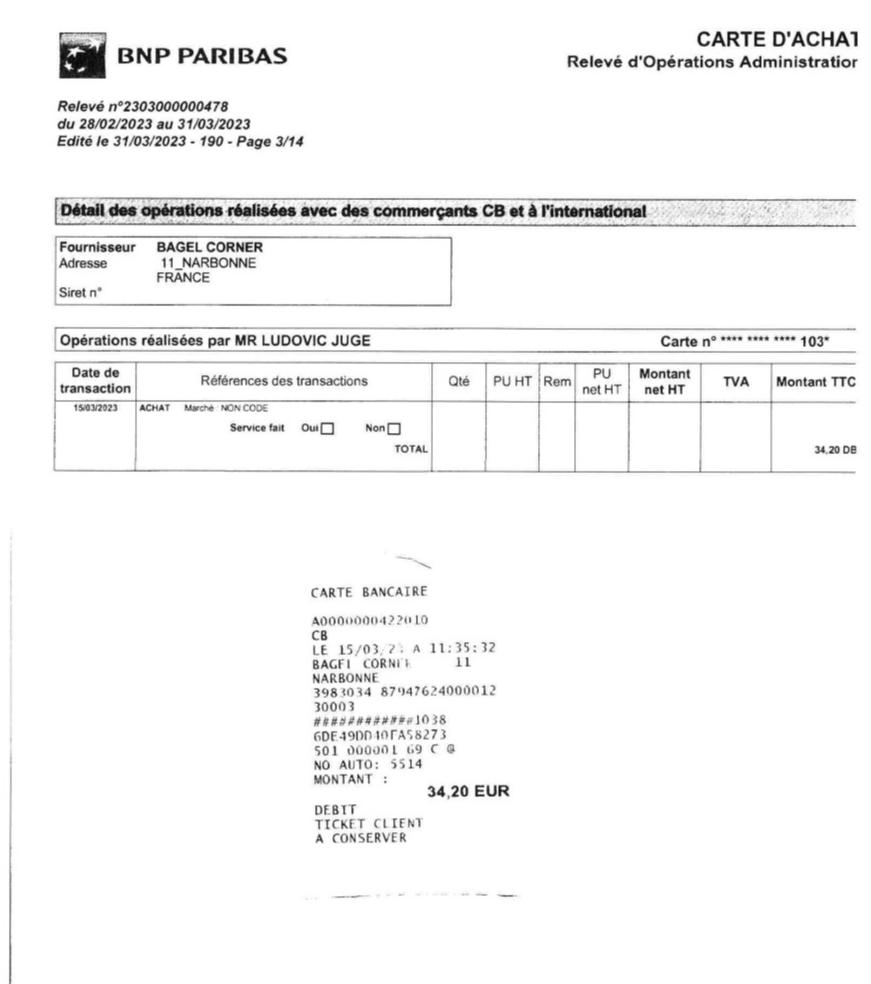 BNP PARIBAS
CARTE D'ACHAT
Relevé d'Opérations Administration
Relevé n°2303000000478
du 28/02/2023 au 31/03/2023
Edité le 31/03/2023 - 190 - Page 3/14
Détail des opérations réalisées avec des commerçants CB et à l'international
Fournisseur BAGEL CORNER
Adresse 11_NARBONNE
FRANCE
Siret n°
Opérations réalisées par MR LUDOVIC JUGE Carte n° **** **** **** 103*
Date de transaction Références des transactions Qté PU HT Rem PU net HT Montant net HT TVA Montant TTC
15/03/2023 ACHAT Marché NON CODE
Service fait Oui Non
TOTAL 34,20 DB
CARTE BANCAIRE
A0000000422010
CB
LE 15/03/2 A 11:35:32
BAGEL CORNER 11
NARBONNE
3983034 87947624000012
30003
############1038
501 000001 69 C @
NO AUTO: 5514
MONTANT :
34,20 EUR
DEBIT
TICKET CLIENT
A CONSERVER